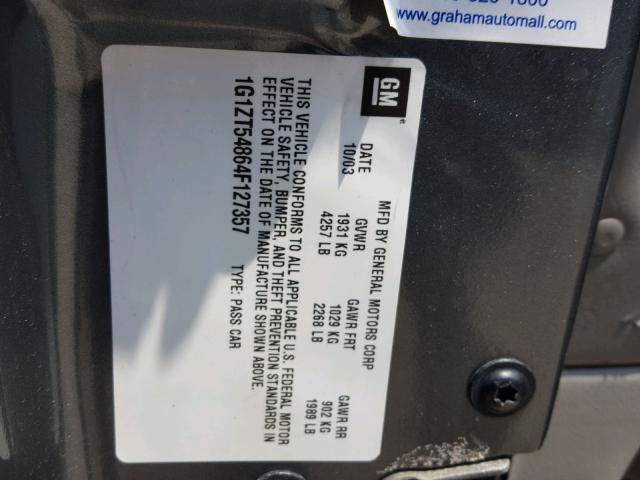 www.grahamautomall.com
GM
MFD BY GENERAL MOTORS CORP
DATE GVWR GAWR FRT GAWR RR
10/03 1931 KG 1029 KG 902 KG
4257 LB 2268 LB 1989 LB
THIS VEHICLE CONFORMS TO ALL APPLICABLE U.S. FEDERAL MOTOR
VEHICLE SAFETY, BUMPER, AND THEFT PREVENTION STANDARDS IN
EFFECT ON THE DATE OF MANUFACTURE SHOWN ABOVE.
1G1ZT54864F127357 TYPE: PASS CAR